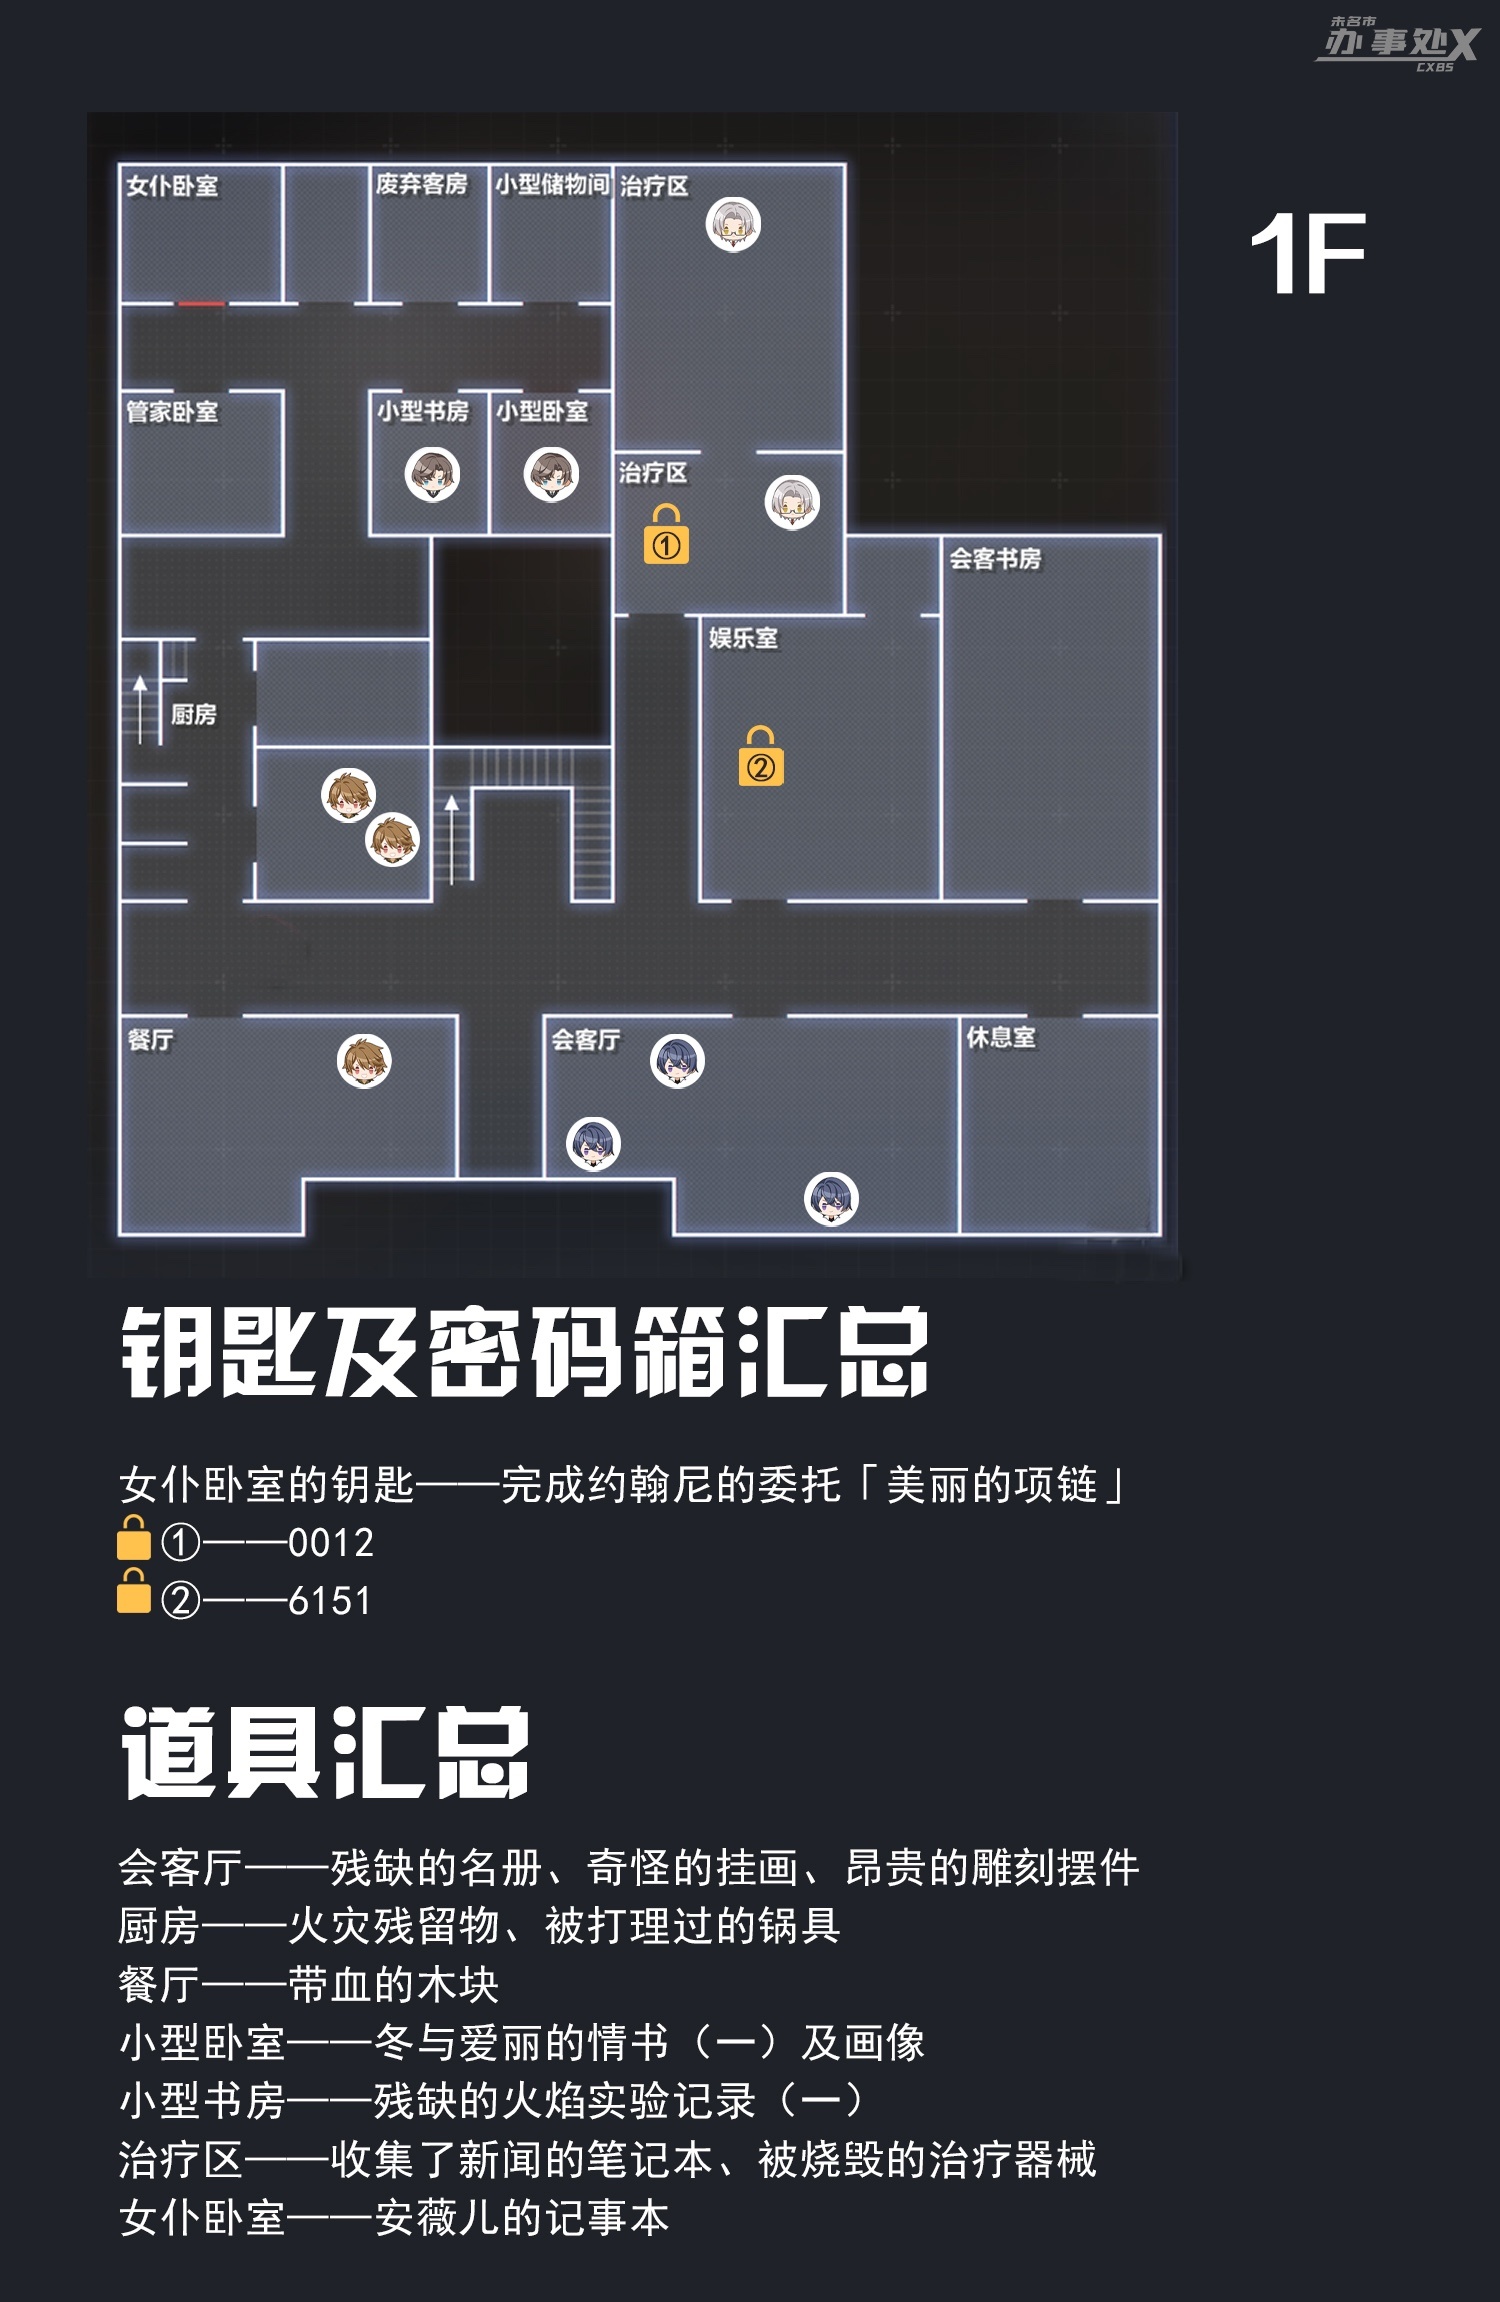 未名市
办事处X
CXBS
1F
女仆卧室
废弃客房
小型储物间
治疗区
管家卧室
小型书房
小型卧室
治疗区
①
会客书房
娱乐室
厨房
②
餐厅
会客厅
休息室
钥匙及密码箱汇总
女仆卧室的钥匙——完成约翰尼的委托「美丽的项链」
①——0012
②——6151
道具汇总
会客厅——残缺的名册、奇怪的挂画、昂贵的雕刻摆件
厨房——火灾残留物、被打理过的锅具
餐厅——带血的木块
小型卧室——冬与爱丽的情书（一）及画像
小型书房——残缺的火焰实验记录（一）
治疗区——收集了新闻的笔记本、被烧毁的治疗器械
女仆卧室——安薇儿的记事本